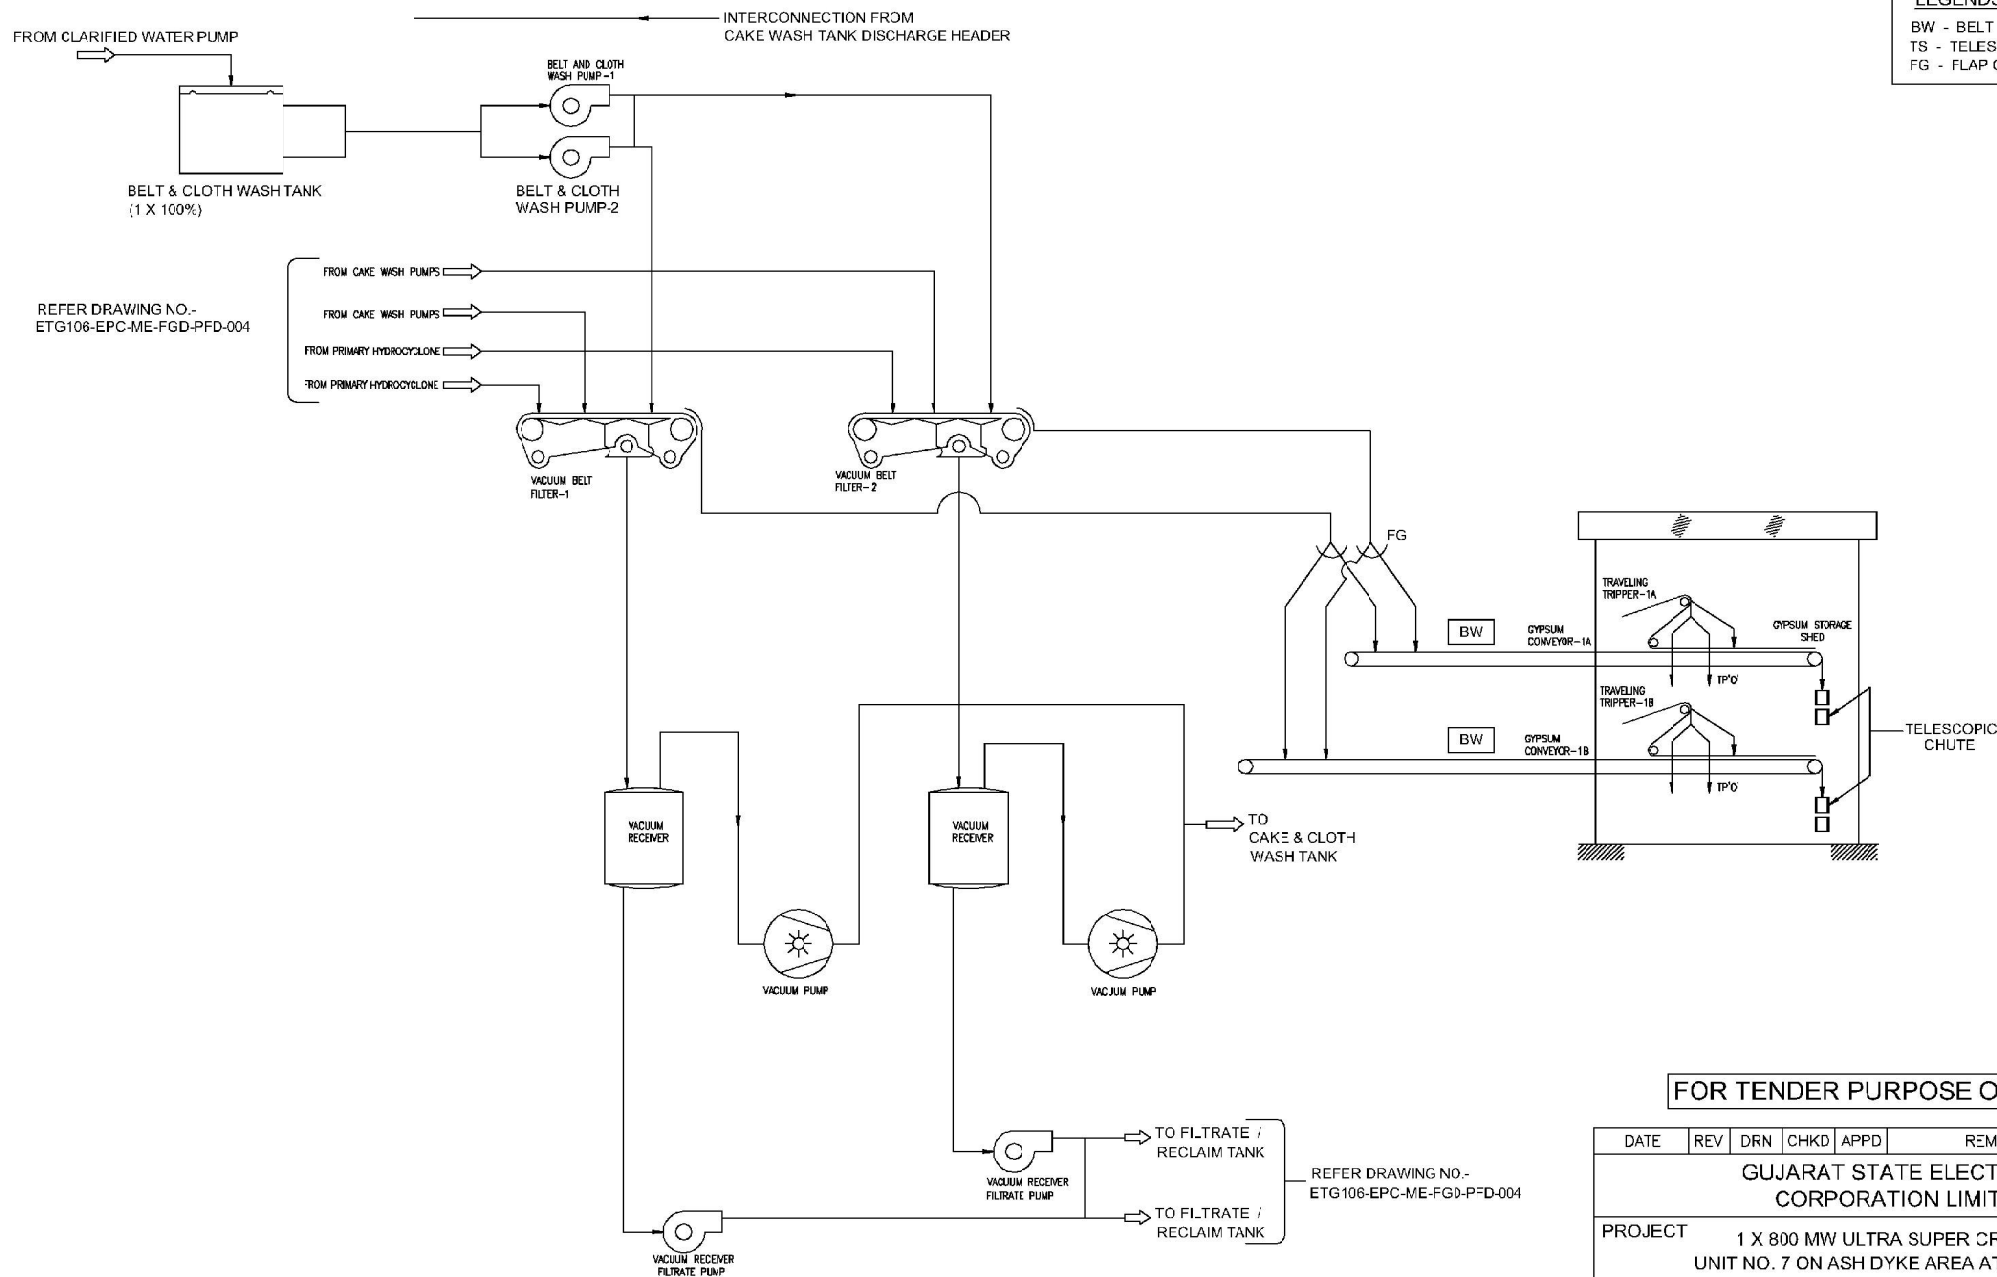 INTERCONNECTION FROM
CAKE WASH TANK DISCHARGE HEADER
LEGENDS
BW - BELT
TS - TELES
FG - FLAP
FROM CLARIFIED WATER PUMP
BELT AND CLOTH
WASH PUMP-1
BELT & CLOTH WASH TANK
(1 X 100%)
BELT & CLOTH
WASH PUMP-2
REFER DRAWING NO.-
ETG106-EPC-ME-FGD-PFD-004
FROM CAKE WASH PUMPS
FROM CAKE WASH PUMPS
FROM PRIMARY HYDROCYCLONE
FROM PRIMARY HYDROCYCLONE
VACUUM BELT
FILTER-1
VACUUM BELT
FILTER-2
FG
TRAVELING
TRIPPER-1A
GYPSUM STORAGE
SHED
BW
GYPSUM
CONVEYOR-1A
TP'0'
TRAVELING
TRIPPER-1B
BW
GYPSUM
CONVEYOR-1B
TP'0'
TELESCOPIC
CHUTE
VACUUM
RECEIVER
VACUUM
RECEIVER
TO
CAKE & CLOTH
WASH TANK
VACUUM PUMP
VACUUM PUMP
TO FILTRATE /
RECLAIM TANK
VACUUM RECEIVER
FILTRATE PUMP
REFER DRAWING NO.-
ETG106-EPC-ME-FGD-PFD-004
TO FILTRATE /
RECLAIM TANK
VACUUM RECEIVER
FILTRATE PUMP
FOR TENDER PURPOSE O
DATE REV DRN CHKD APPD REM
GUJARAT STATE ELECT
CORPORATION LIMIT
PROJECT
1 X 800 MW ULTRA SUPER CR
UNIT NO. 7 ON ASH DYKE AREA AT